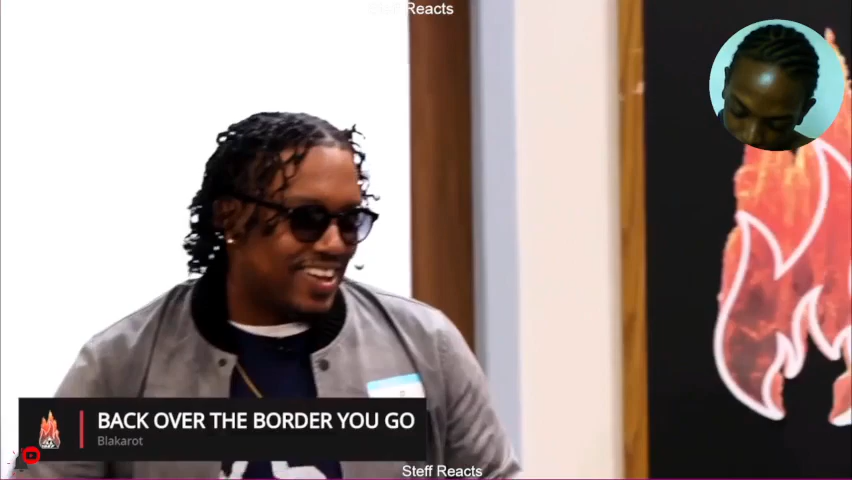 Steff Reacts
BACK OVER THE BORDER YOU GO
Blakarot
Steff Reacts